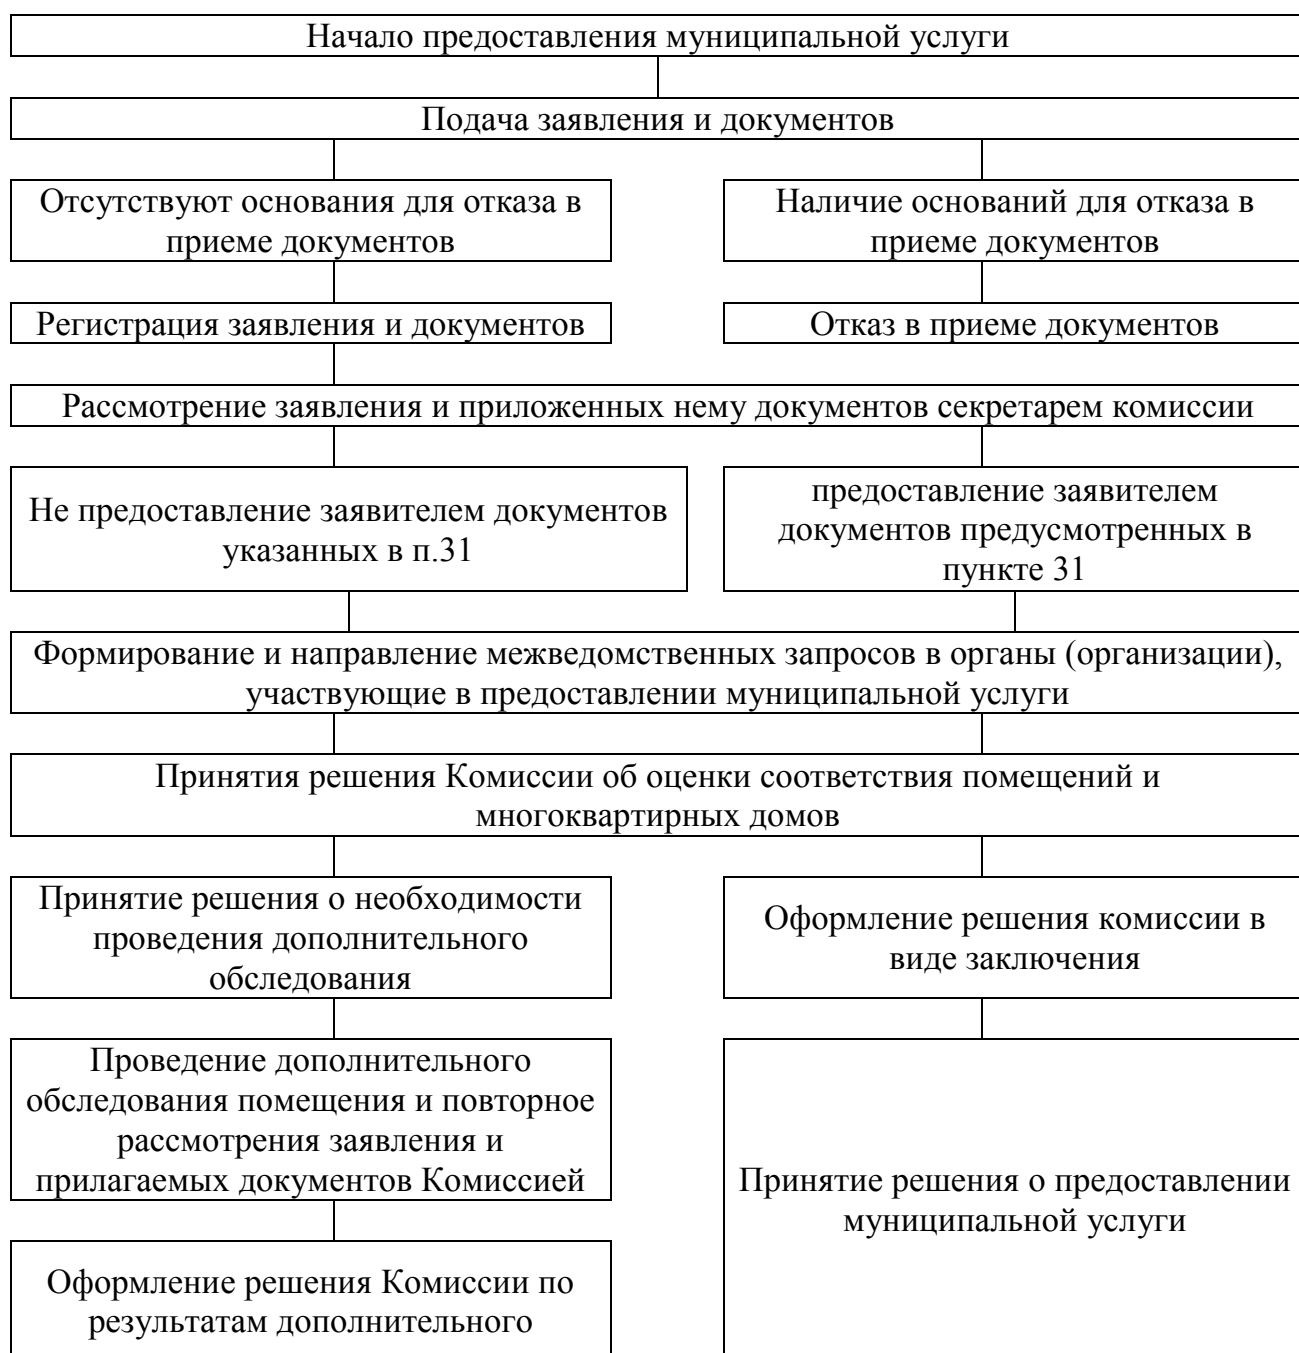 Начало предоставления муниципальной услуги
Подача заявления и документов
Отсутствуют основания для отказа в
приеме документов
Наличие оснований для отказа в
приеме документов
Регистрация заявления и документов
Отказ в приеме документов
Рассмотрение заявления и приложенных нему документов секретарем комиссии
Не предоставление заявителем документов
указанных в п.31
предоставление заявителем
документов предусмотренных в
пункте 31
Формирование и направление межведомственных запросов в органы (организации),
участвующие в предоставлении муниципальной услуги
Принятия решения Комиссии об оценки соответствия помещений и
многоквартирных домов
Принятие решения о необходимости
проведения дополнительного
обследования
Оформление решения комиссии в
виде заключения
Проведение дополнительного
обследования помещения и повторное
рассмотрения заявления и
прилагаемых документов Комиссией
Принятие решения о предоставлении
муниципальной услуги
Оформление решения Комиссии по
результатам дополнительного